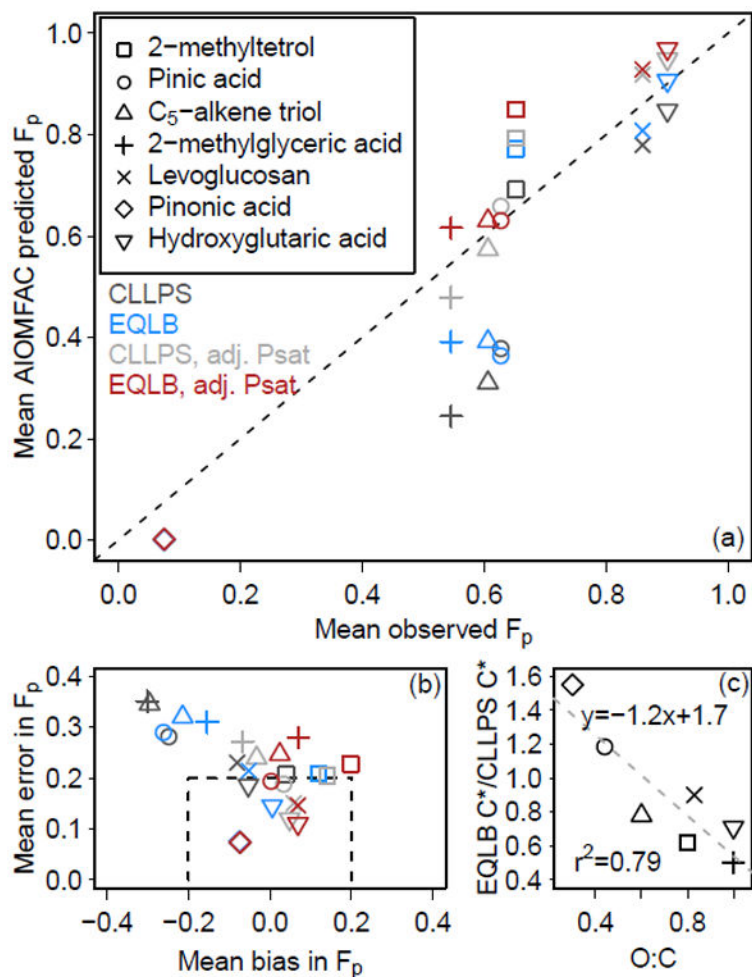 1.0
0.8
0.6
0.4
0.2
0.0
Mean AIOMFAC predicted Fp
2−methyltetrol
Pinic acid
C5−alkene triol
2−methylglyceric acid
Levoglucosan
Pinonic acid
Hydroxyglutaric acid
CLLPS
EQLB
CLLPS, adj. Psat
EQLB, adj. Psat
(a)
0.0 0.2 0.4 0.6 0.8 1.0
Mean observed Fp
0.4
0.3
0.2
0.1
0.0
Mean error in Fp
(b)
−0.4 −0.2 0.0 0.2 0.4
Mean bias in Fp
1.6
1.4
1.2
1.0
0.8
0.6
0.4
EQLB C*/CLLPS C*
(c)
y=−1.2x+1.7
r2=0.79
0.4 0.8
O:C